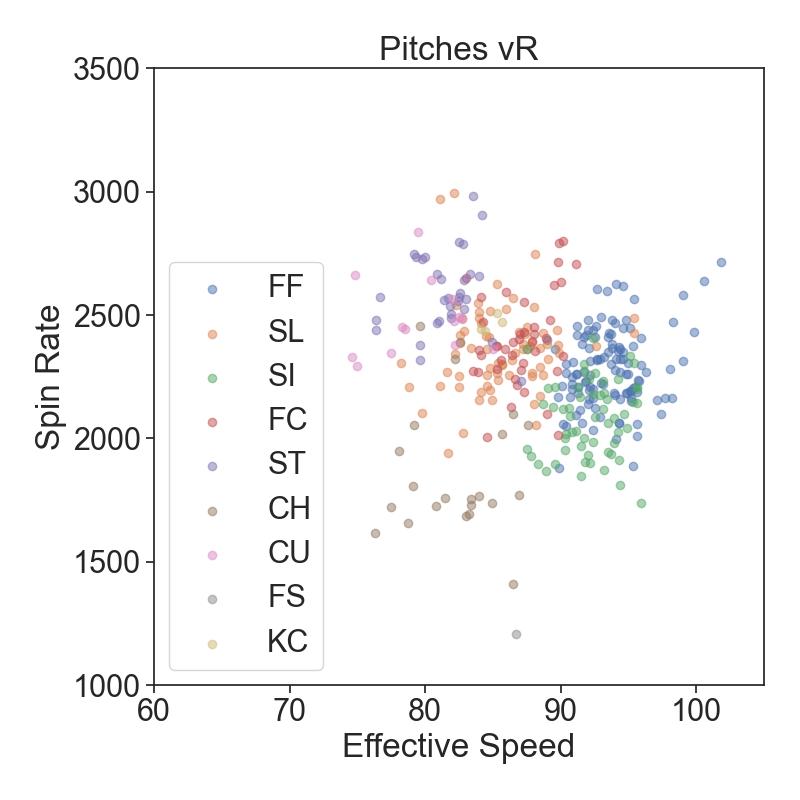 Pitches vR
3500
3000
2500
2000
1500
1000
Spin Rate
FF
SL
SI
FC
ST
CH
CU
FS
KC
60 70 80 90 100
Effective Speed